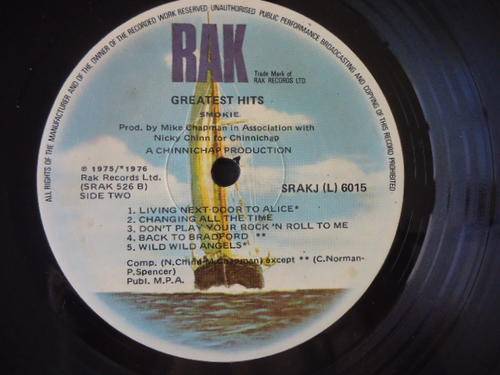 ALL RIGHTS OF THE MANUFACTURER AND OF THE OWNER OF THE RECORDED WORK RESERVED UNAUTHORISED PUBLIC PERFORMANCE BROADCASTING AND COPYING OF THIS RECORD PROHIBITED
RAK
Trade Mark of
RAK RECORDS LTD.
GREATEST HITS
SMOKIE
Prod. by Mike Chapman in Association with
Nicky Chinn for Chinnichap
A CHINNICHAP PRODUCTION
℗ 1975/*1976
Rak Records Ltd.
(SRAK 526 B)
SIDE TWO
SRAKJ (L) 6015
1. LIVING NEXT DOOR TO ALICE*
2. CHANGING ALL THE TIME
3. DON'T PLAY YOUR ROCK 'N ROLL TO ME
4. BACK TO BRADFORD **
5. WILD WILD ANGELS*
Comp. (N.Chinn-M.Chapman) except ** (C.Norman-
P.Spencer)
Publ. M.P.A.